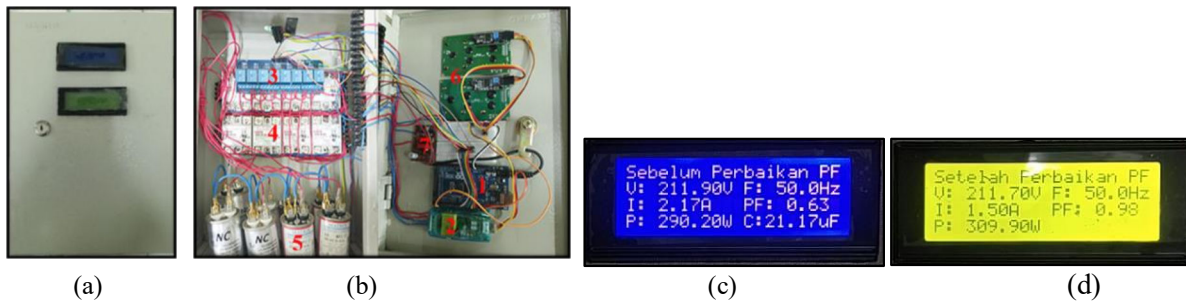 3
4
5
6
7
1
2
NC
NC
Sebelum Perbaikan PF
V: 211.90V F: 50.0Hz
I: 2.17A PF: 0.63
P: 290.20W C:21.17uF
Setelah Perbaikan PF
V: 211.70V F: 50.0Hz
I: 1.50A PF: 0.98
P: 309.90W
(a)
(b)
(c)
(d)